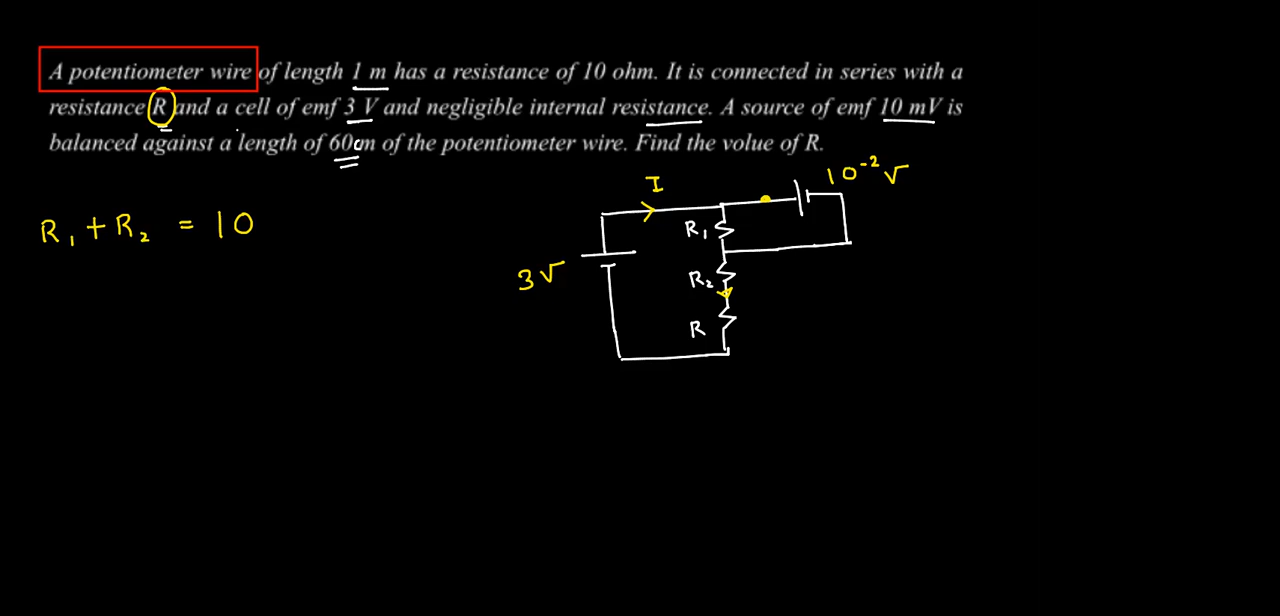 A potentiometer wire of length 1 m has a resistance of 10 ohm. It is connected in series with a
resistance R and a cell of emf 3 V and negligible internal resistance. A source of emf 10 mV is
balanced against a length of 60cm of the potentiometer wire. Find the volue of R.
10⁻² V
I
R₁ + R₂ = 10
R₁
3V
R₂
R